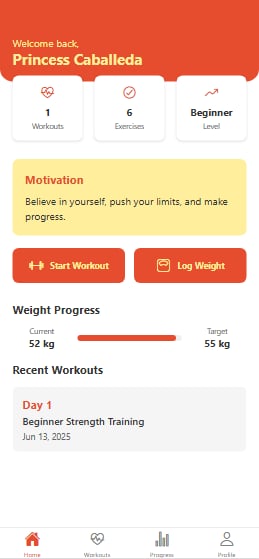 Welcome back,
Princess Caballeda
1
Workouts
6
Exercises
Beginner
Level
Motivation
Believe in yourself, push your limits, and make
progress.
Start Workout
Log Weight
Weight Progress
Current
52 kg
Target
55 kg
Recent Workouts
Day 1
Beginner Strength Training
Jun 13, 2025
Home
Workouts
Progress
Profile